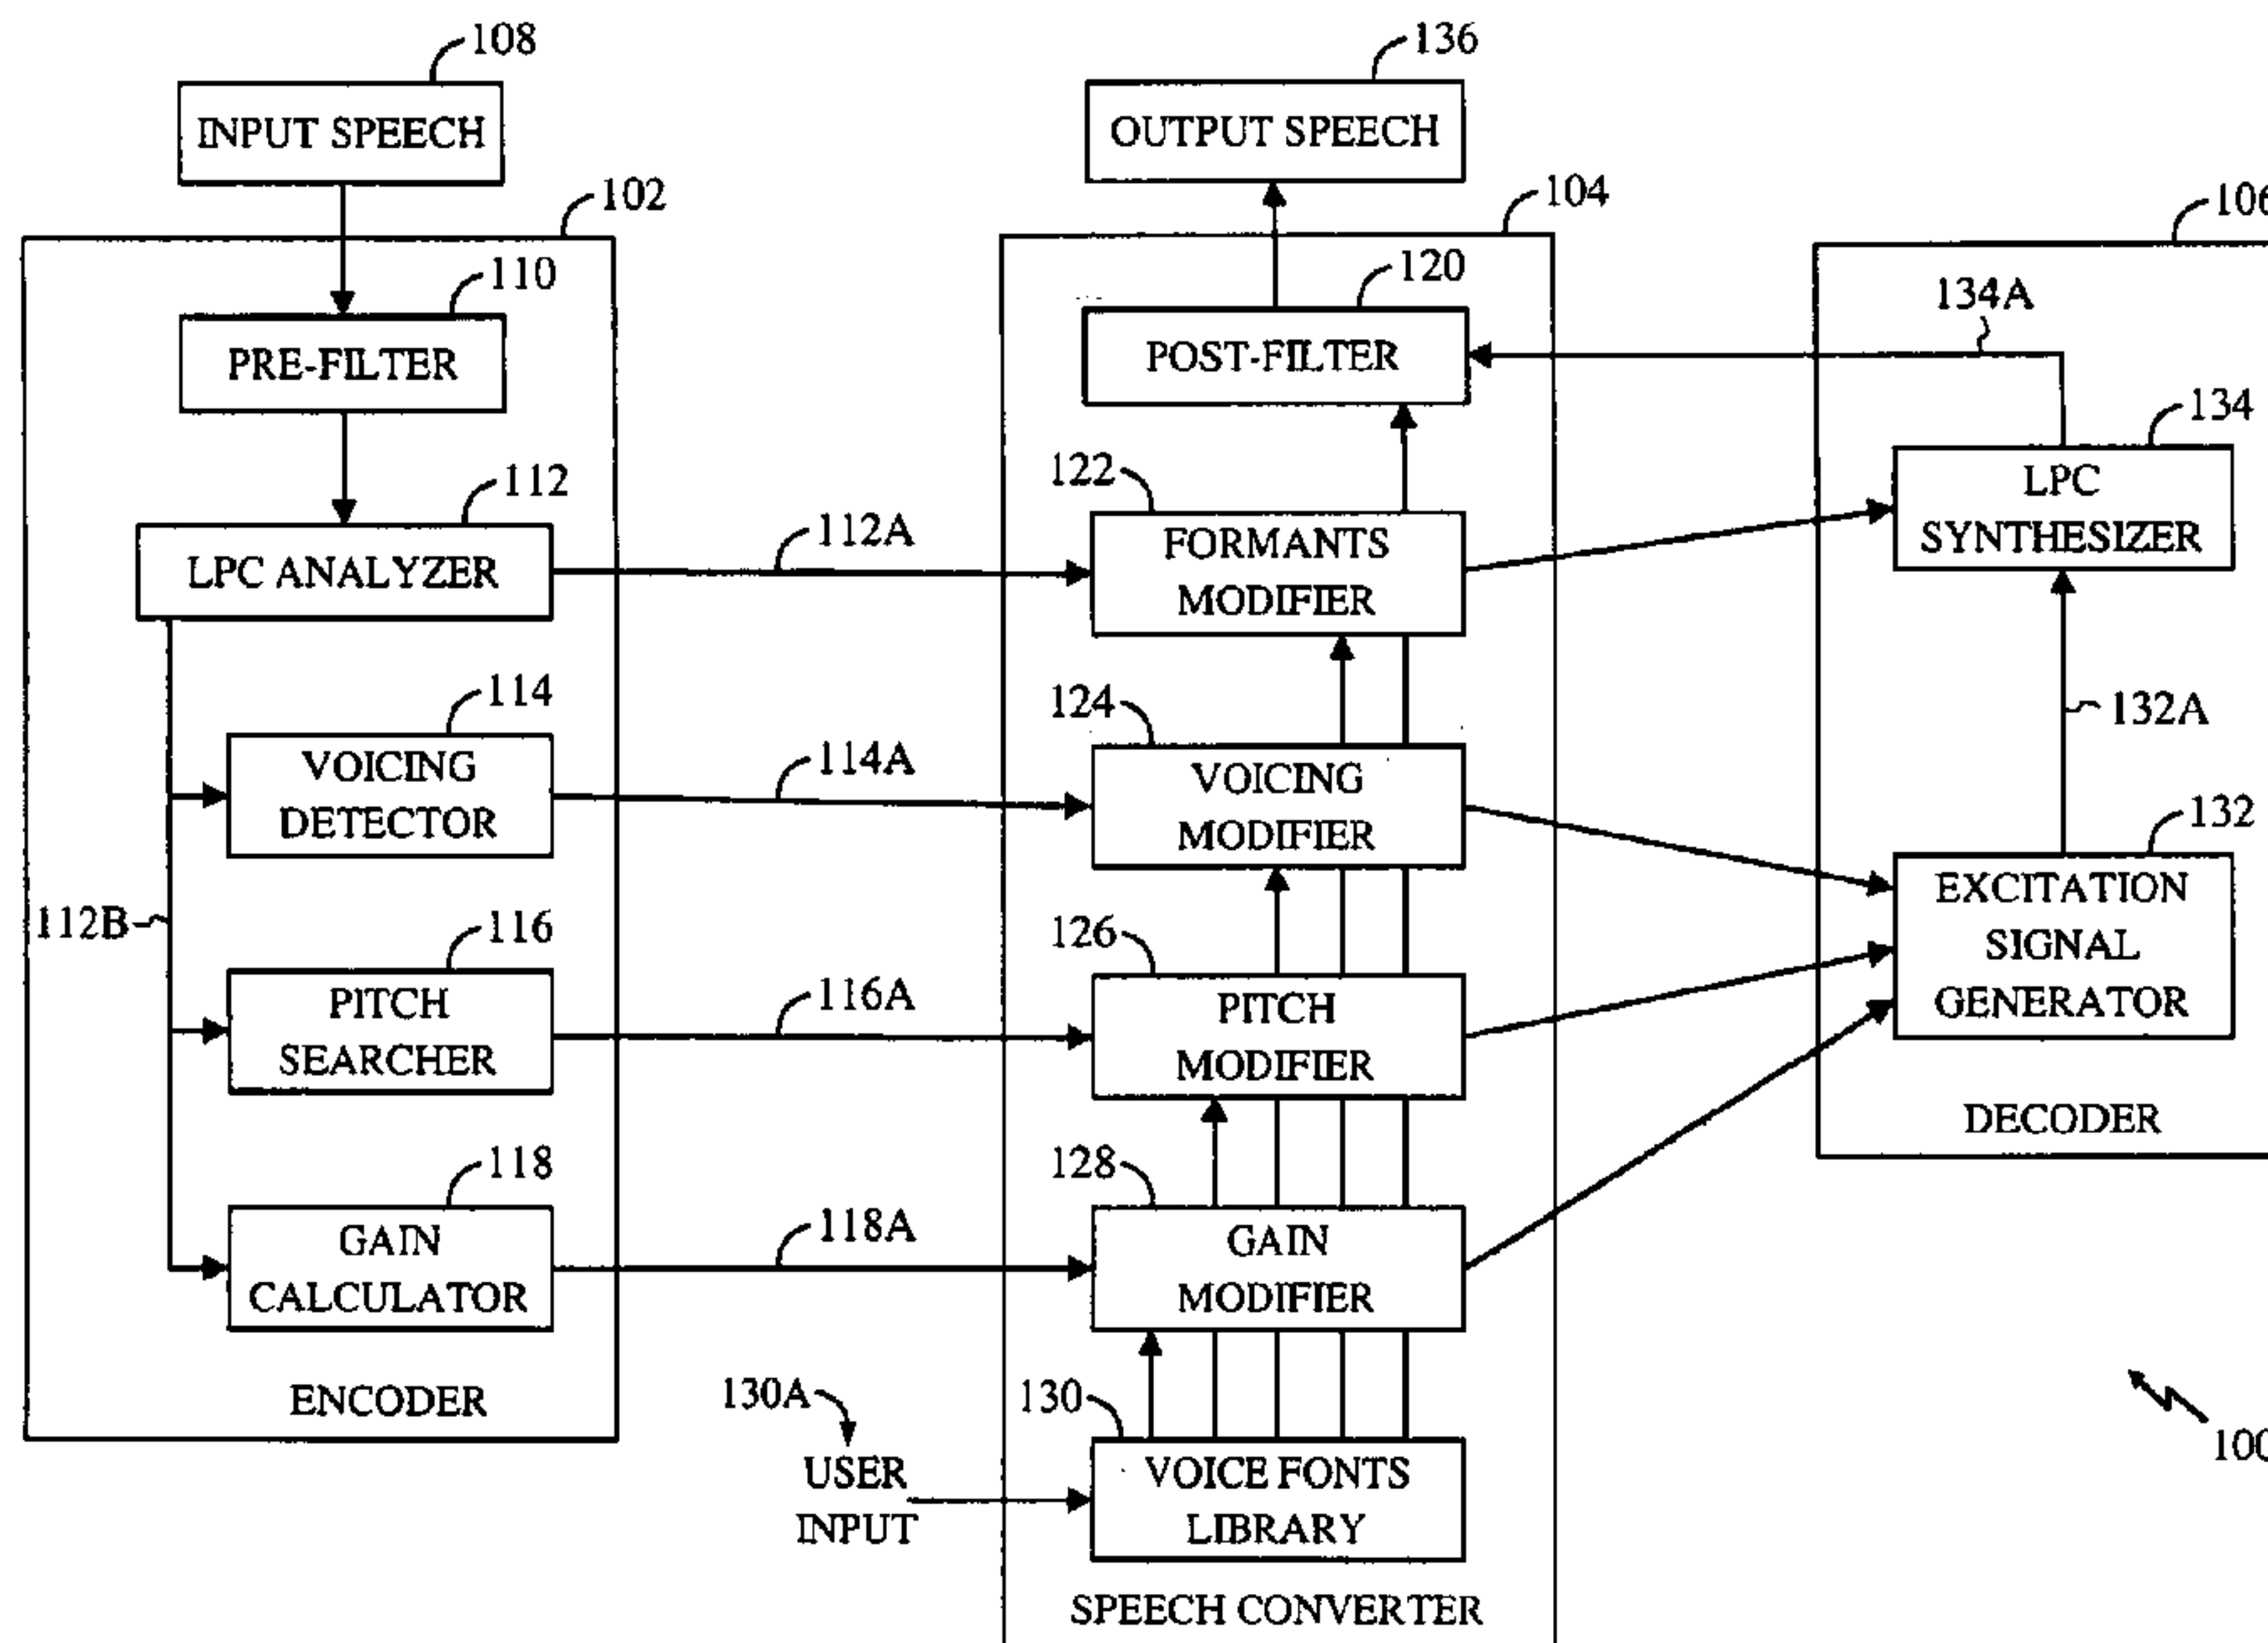 108
INPUT SPEECH
102
110
PRE-FILTER
112
LPC ANALYZER
112A
114
VOICING
DETECTOR
114A
112B
116
PITCH
SEARCHER
116A
118
GAIN
CALCULATOR
118A
ENCODER
130A
USER
INPUT
136
OUTPUT SPEECH
104
120
POST-FILTER
122
FORMANTS
MODIFIER
124
VOICING
MODIFIER
126
PITCH
MODIFIER
128
GAIN
MODIFIER
130
VOICE FONTS
LIBRARY
SPEECH CONVERTER
106
134A
134
LPC
SYNTHESIZER
132A
132
EXCITATION
SIGNAL
GENERATOR
DECODER
100